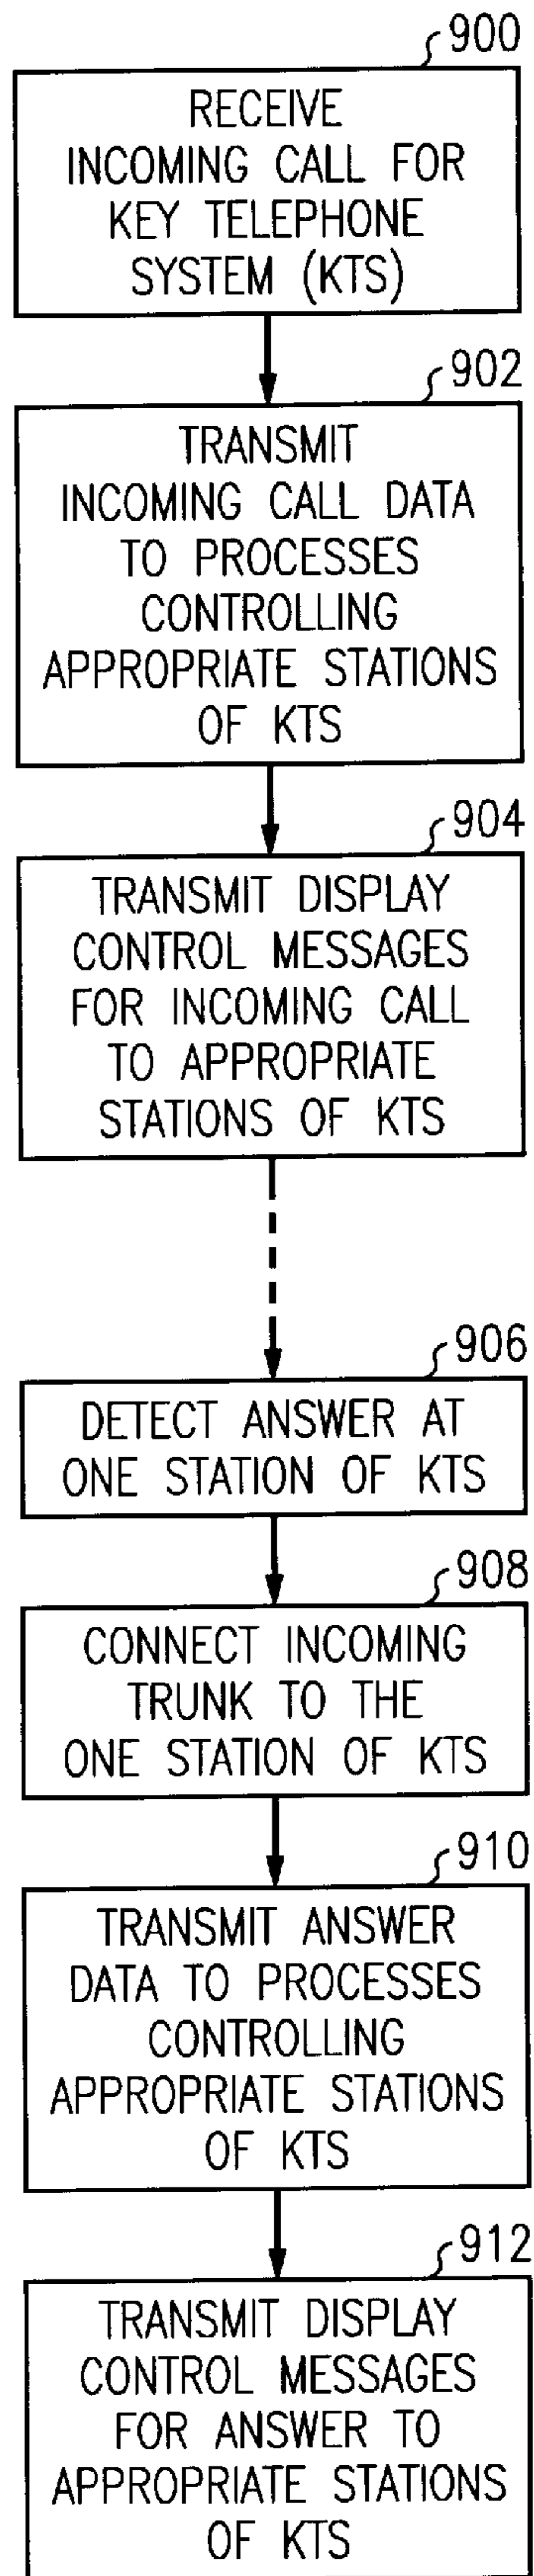 900
RECEIVE
INCOMING CALL FOR
KEY TELEPHONE
SYSTEM (KTS)
902
TRANSMIT
INCOMING CALL DATA
TO PROCESSES
CONTROLLING
APPROPRIATE STATIONS
OF KTS
904
TRANSMIT DISPLAY
CONTROL MESSAGES
FOR INCOMING CALL
TO APPROPRIATE
STATIONS OF KTS
906
DETECT ANSWER AT
ONE STATION OF KTS
908
CONNECT INCOMING
TRUNK TO THE
ONE STATION OF KTS
910
TRANSMIT ANSWER
DATA TO PROCESSES
CONTROLLING
APPROPRIATE STATIONS
OF KTS
912
TRANSMIT DISPLAY
CONTROL MESSAGES
FOR ANSWER TO
APPROPRIATE STATIONS
OF KTS